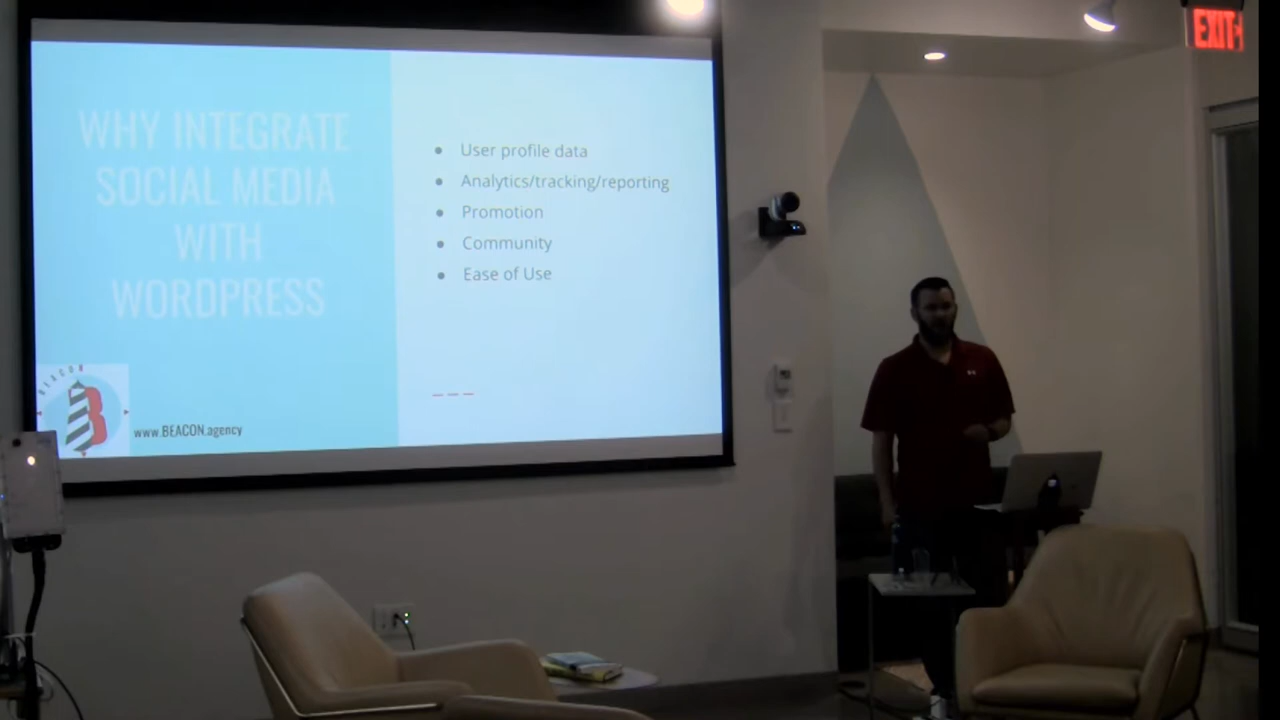 WHY INTEGRATE
SOCIAL MEDIA
WITH
WORDPRESS
● User profile data
● Analytics/tracking/reporting
● Promotion
● Community
● Ease of Use
BEACON
B
www.BEACON.agency
EXIT